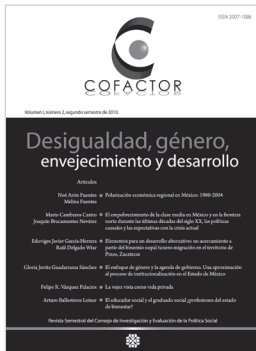 ISSN 2007-1086
COFACTOR
Volumen I, número 2, segundo semestre de 2010.
Desigualdad, género,
envejecimiento y desarrollo
Artículos
Noé Arón Fuentes
Melina Fuentes
Polarización económica regional en México: 1980-2004
Mario Camberos Castro
Joaquín Bracamontes Nevárez
El empobrecimiento de la clase media en México y en la frontera
norte durante las últimas décadas del siglo XX, las políticas
causales y las expectativas con la crisis actual
Eduviges Javier García-Herrera
Raúl Delgado Wise
Elementos para un desarrollo alternativo: un acercamiento a
partir del binomio nopal tunero-migración en el territorio de
Pinos, Zacatecas
Gloria Jovita Guadarrama Sánchez
El enfoque de género y la agenda de gobierno. Una aproximación
al proceso de institucionalización en el Estado de México
Felipe R. Vázquez Palacios
La vejez vista como vida privada
Arturo Ballesteros Leiner
El educador social y el graduado social ¿profesiones del estado
de bienestar?
Revista Semestral del Consejo de Investigación y Evaluación de la Política Social